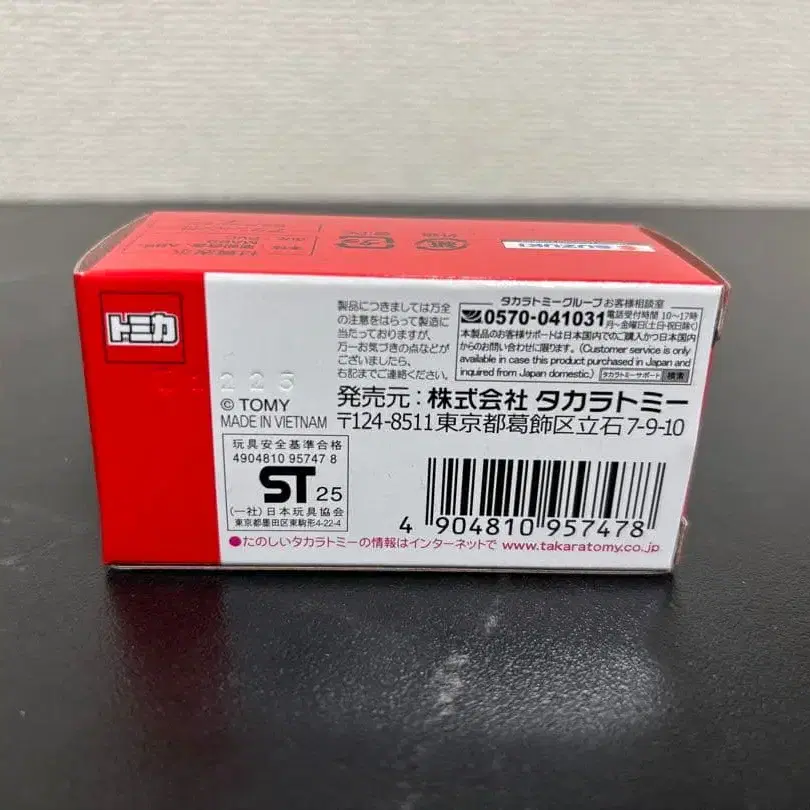 SUZUKI
トミカ
製品につきましては万全
の注意をはらって製造に
当たっておりますが、
万一お気づきの点などが
ございましたら、
右記までご連絡ください。
タカラトミーグループ お客様相談室
0570-041031 電話受付時間 10〜17時
月〜金曜日(土・日・祝日除く)
本製品のお客様サポートは日本国内でのご購入かつ日本国内
からのお問い合わせに限ります。(Customer service is only
available in case this product purchased in Japan and
inquired from Japan domestic.) タカラトミーサポート 検索
© TOMY
MADE IN VIETNAM
発売元:株式会社 タカラトミー
〒124-8511 東京都葛飾区立石7-9-10
玩具安全基準合格
4904810 95747 8
ST 25
(一社)日本玩具協会
東京都墨田区東駒形4-22-4
4 904810 957478
●たのしいタカラトミーの情報はインターネットで www.takaratomy.co.jp